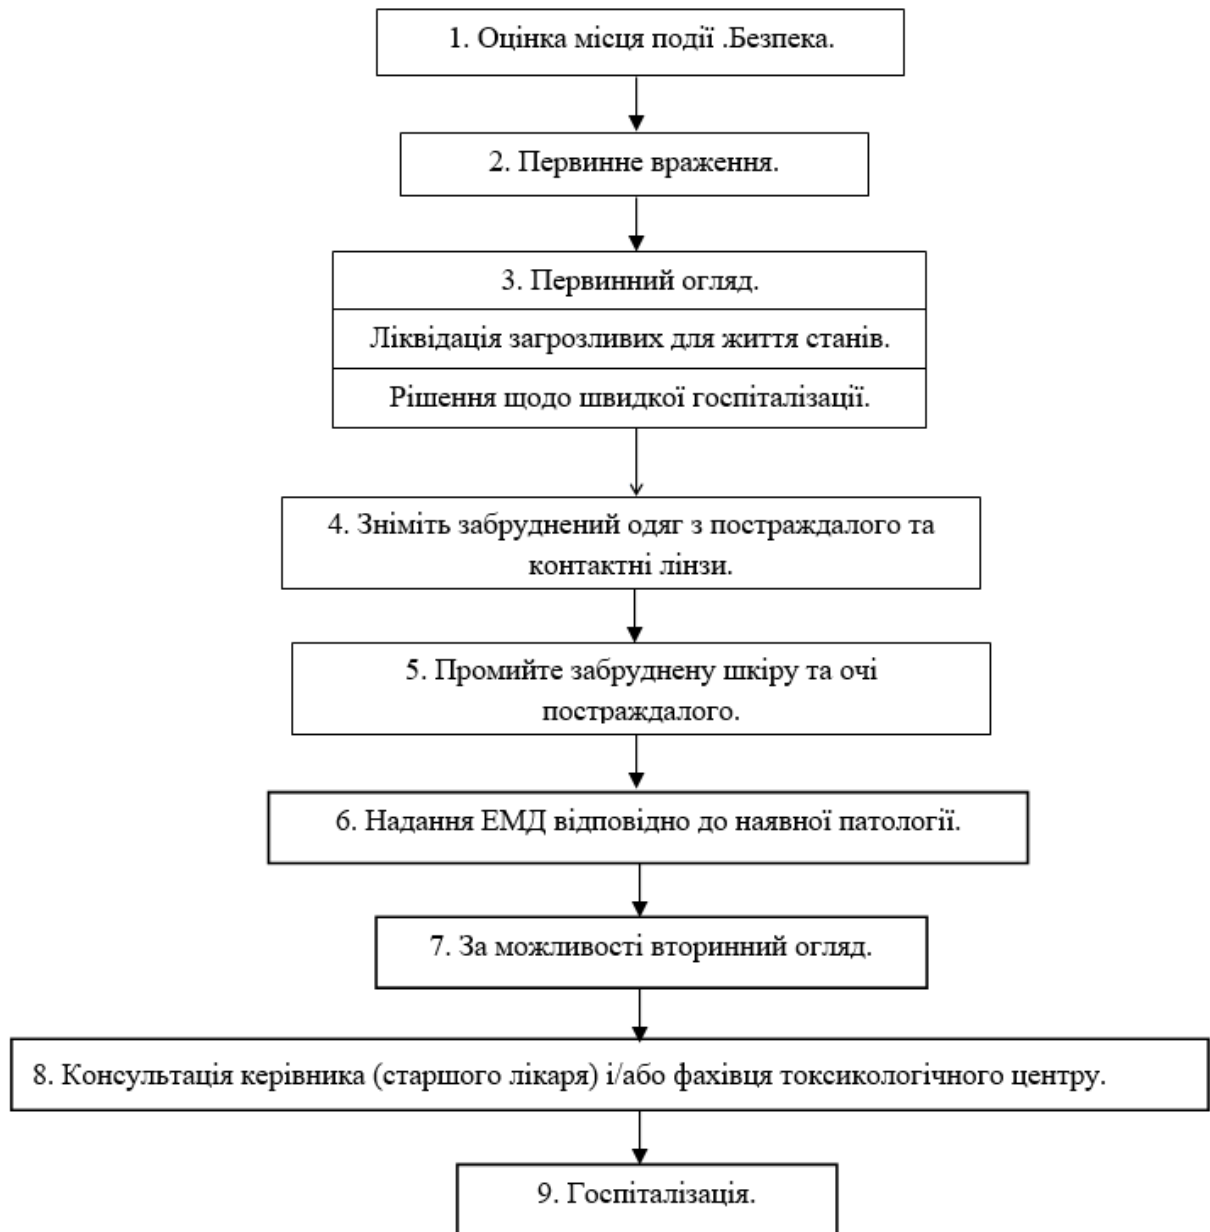 1. Оцінка місця події .Безпека.
2. Первинне враження.
3. Первинний огляд.
Ліквідація загрозливих для життя станів.
Рішення щодо швидкої госпіталізації.
4. Зніміть забруднений одяг з постраждалого та
контактні лінзи.
5. Промийте забруднену шкіру та очі
постраждалого.
6. Надання ЕМД відповідно до наявної патології.
7. За можливості вторинний огляд.
8. Консультація керівника (старшого лікаря) і/або фахівця токсикологічного центру.
9. Госпіталізація.